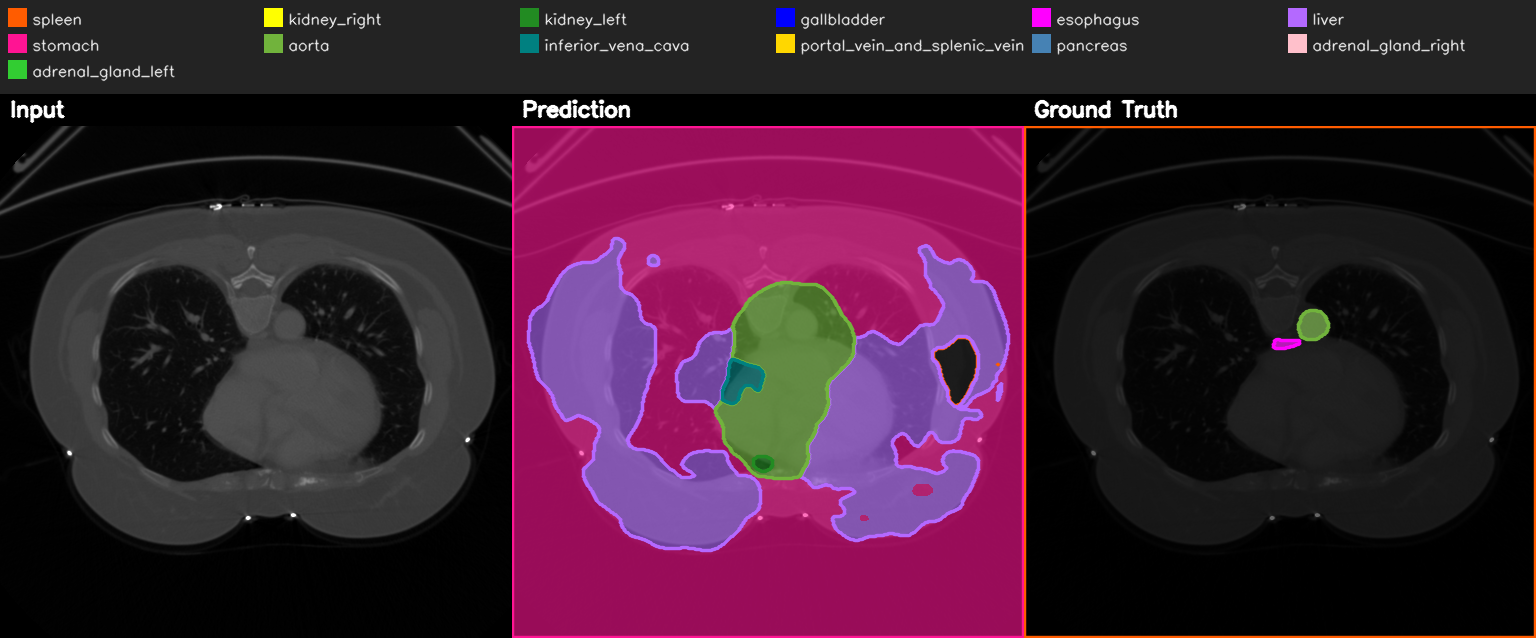 spleen kidney_right kidney_left gallbladder esophagus liver
stomach aorta inferior_vena_cava portal_vein_and_splenic_vein pancreas adrenal_gland_right
adrenal_gland_left
Input Prediction Ground Truth